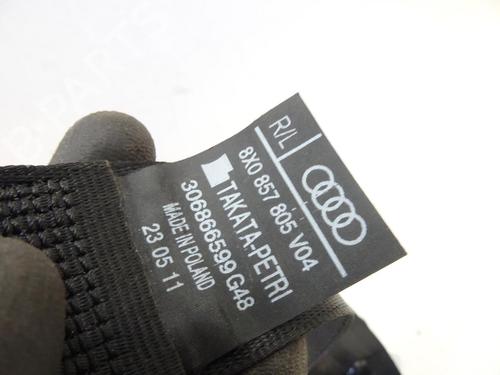 R/L
8X0 857 805 V04
TAKATA-PETRI
306866599 G48
MADE IN POLAND
23 05 11